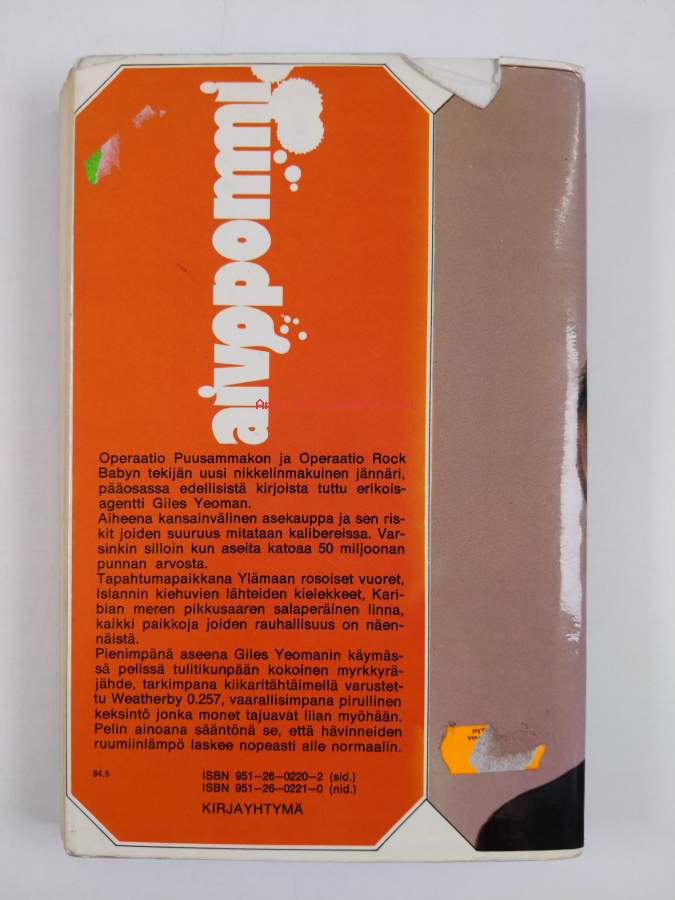 aivopommi
Operaatio Puusammakon ja Operaatio Rock
Babyn tekijän uusi nikkelinmakuinen jännäri,
pääosassa edellisistä kirjoista tuttu erikois-
agentti Giles Yeoman.
Aiheena kansainvälinen asekauppa ja sen ris-
kit joiden suuruus mitataan kalibereissa. Var-
sinkin silloin kun aseita katoaa 50 miljoonan
punnan arvosta.
Tapahtumapaikkana Ylämaan rosoiset vuoret,
Islannin kiehuvien lähteiden kielekkeet, Kari-
bian meren pikkusaaren salaperäinen linna,
kaikki paikkoja joiden rauhallisuus on näen-
näistä.
Pienimpänä aseena Giles Yeomanin käymäs-
sä pelissä tulitikunpään kokoinen myrkkyrä-
jähde, tarkimpana kiikaritähtäimellä varustet-
tu Weatherby 0.257, vaarallisimpana pirullinen
keksintö jonka monet tajuavat liian myöhään.
Pelin ainoana sääntönä se, että hävinneiden
ruumiinlämpö laskee nopeasti alle normaalin.
84.5
ISBN 951-26-0220-2 (sid.)
ISBN 951-26-0221-0 (nid.)
KIRJAYHTYMÄ